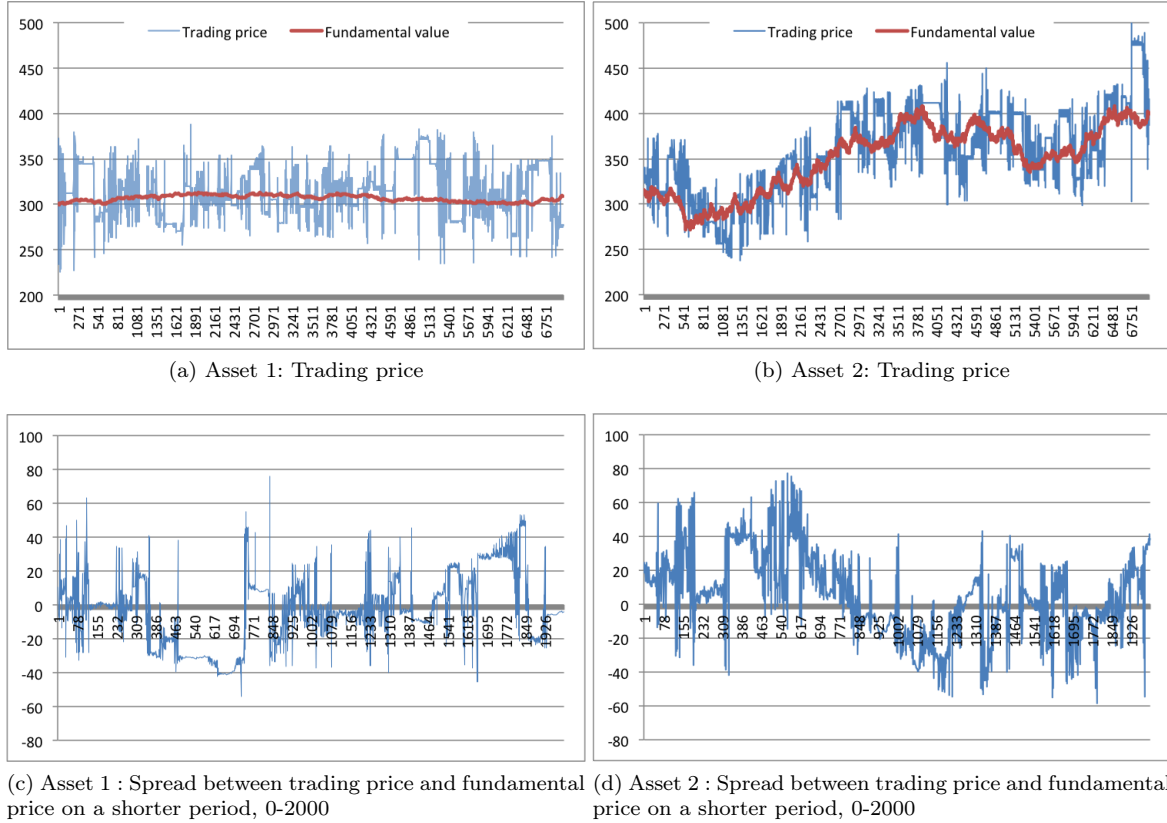 500
450
400
350
300
250
200
Trading price Fundamental value
1 271 541 811 1081 1351 1621 1891 2161 2431 2701 2971 3241 3511 3781 4051 4321 4591 4861 5131 5401 5671 5941 6211 6481 6751
(a) Asset 1: Trading price
500
450
400
350
300
250
200
Trading price Fundamental value
1 271 541 811 1081 1351 1621 1891 2161 2431 2701 2971 3241 3511 3781 4051 4321 4591 4861 5131 5401 5671 5941 6211 6481 6751
(b) Asset 2: Trading price
100
80
60
40
20
0
-20
-40
-60
-80
1 78 155 232 309 386 463 540 617 694 771 848 925 1002 1079 1156 1233 1310 1387 1464 1541 1618 1695 1772 1849 1926
(c) Asset 1 : Spread between trading price and fundamental
price on a shorter period, 0-2000
100
80
60
40
20
0
-20
-40
-60
-80
1 78 155 232 309 386 463 540 617 694 771 848 925 1002 1079 1156 1233 1310 1387 1464 1541 1618 1695 1772 1849 1926
(d) Asset 2 : Spread between trading price and fundamental
price on a shorter period, 0-2000